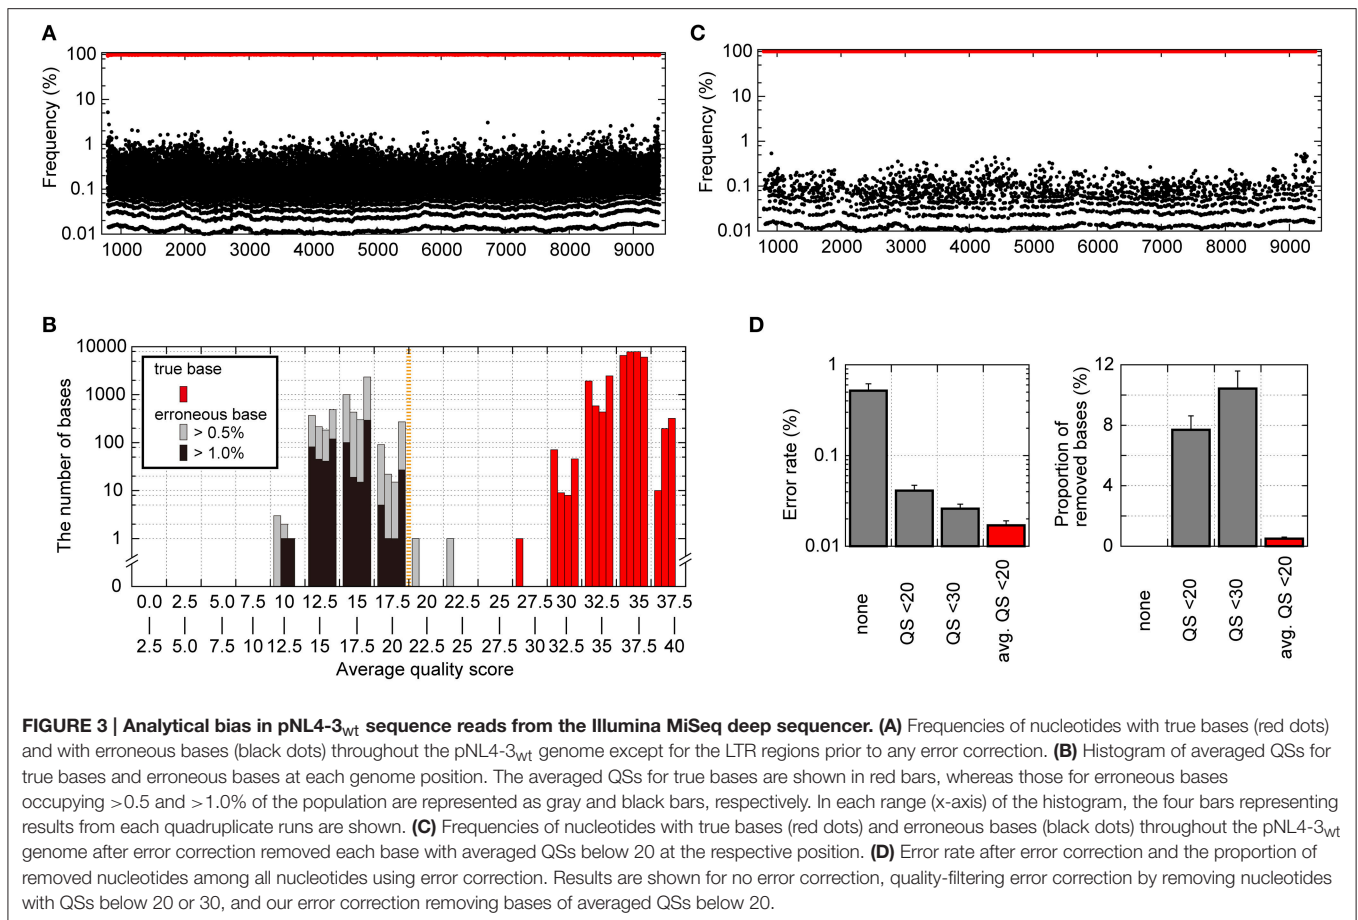 A
Frequency (%)
100
10
1
0.1
0.01
1000 2000 3000 4000 5000 6000 7000 8000 9000
C
Frequency (%)
100
10
1
0.1
0.01
1000 2000 3000 4000 5000 6000 7000 8000 9000
B
The number of bases
10000
1000
100
10
1
0
true base
erroneous base
> 0.5%
> 1.0%
0.0 2.5 5.0 7.5 10 12.5 15 17.5 20 22.5 25 27.5 30 32.5 35 37.5
2.5 5.0 7.5 10 12.5 15 17.5 20 22.5 25 27.5 30 32.5 35 37.5 40
Average quality score
D
Error rate (%)
1
0.1
0.01
none
QS <20
QS <30
avg. QS <20
Proportion of
removed bases (%)
12
8
4
0
none
QS <20
QS <30
avg. QS <20
FIGURE 3 | Analytical bias in pNL4-3wt sequence reads from the Illumina MiSeq deep sequencer. (A) Frequencies of nucleotides with true bases (red dots)
and with erroneous bases (black dots) throughout the pNL4-3wt genome except for the LTR regions prior to any error correction. (B) Histogram of averaged QSs for
true bases and erroneous bases at each genome position. The averaged QSs for true bases are shown in red bars, whereas those for erroneous bases
occupying >0.5 and >1.0% of the population are represented as gray and black bars, respectively. In each range (x-axis) of the histogram, the four bars representing
results from each quadruplicate runs are shown. (C) Frequencies of nucleotides with true bases (red dots) and erroneous bases (black dots) throughout the pNL4-3wt
genome after error correction removed each base with averaged QSs below 20 at the respective position. (D) Error rate after error correction and the proportion of
removed nucleotides among all nucleotides using error correction. Results are shown for no error correction, quality-filtering error correction by removing nucleotides
with QSs below 20 or 30, and our error correction removing bases of averaged QSs below 20.